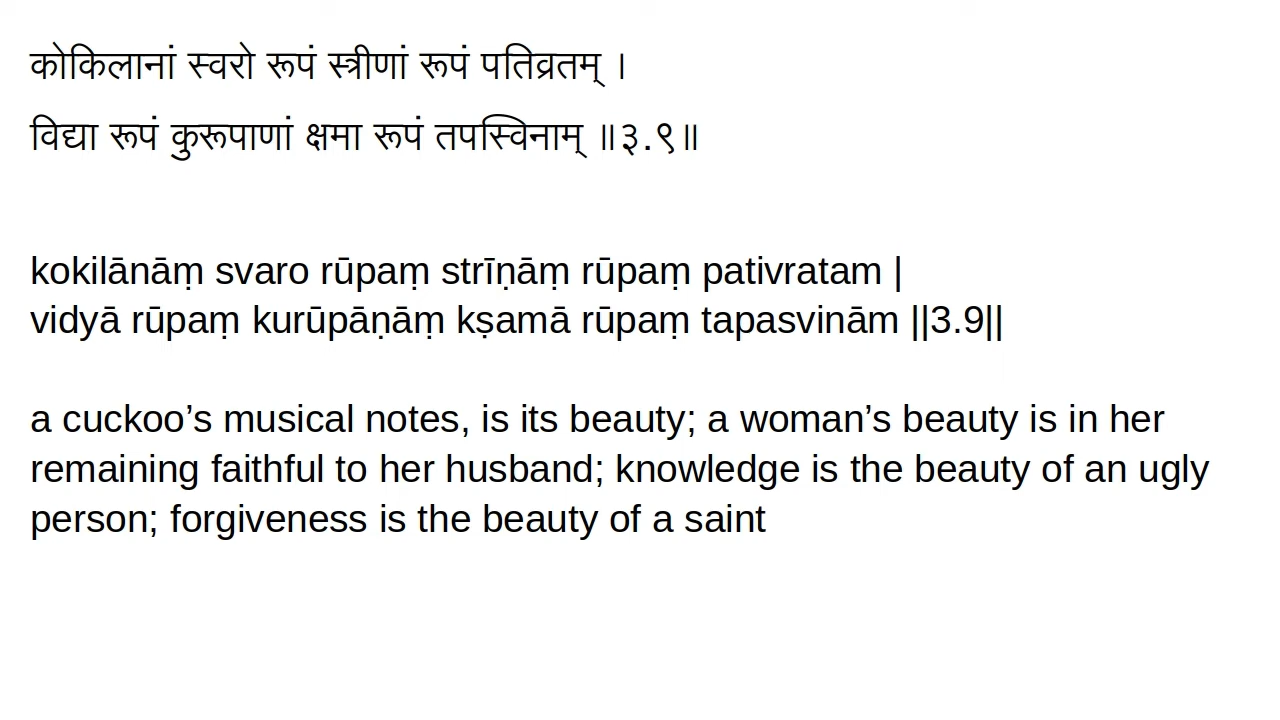 कोकिलानां स्वरो रूपं स्त्रीणां रूपं पतिव्रतम् ।
विद्या रूपं कुरूपाणां क्षमा रूपं तपस्विनाम् ॥३.९॥
kokilānāṃ svaro rūpaṃ strīṇāṃ rūpaṃ pativratam |
vidyā rūpaṃ kurūpāṇāṃ kṣamā rūpaṃ tapasvinām ||3.9||
a cuckoo’s musical notes, is its beauty; a woman’s beauty is in her
remaining faithful to her husband; knowledge is the beauty of an ugly
person; forgiveness is the beauty of a saint